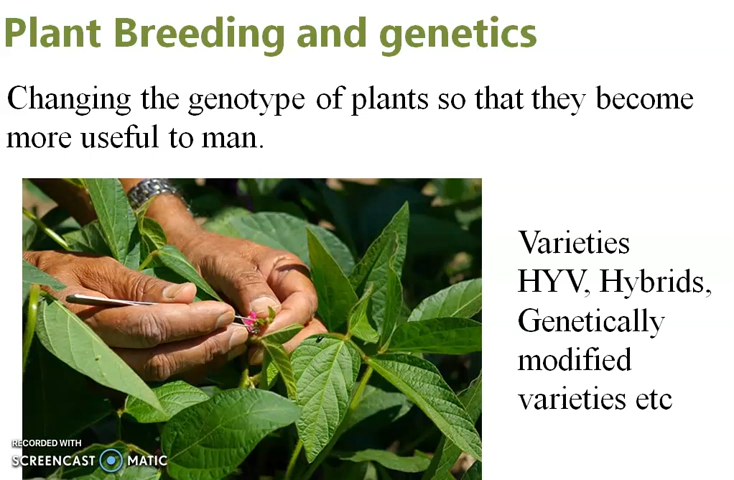 Plant Breeding and genetics
Changing the genotype of plants so that they become
more useful to man.
Varieties
HYV, Hybrids,
Genetically
modified
varieties etc
RECORDED WITH
SCREENCAST MATIC